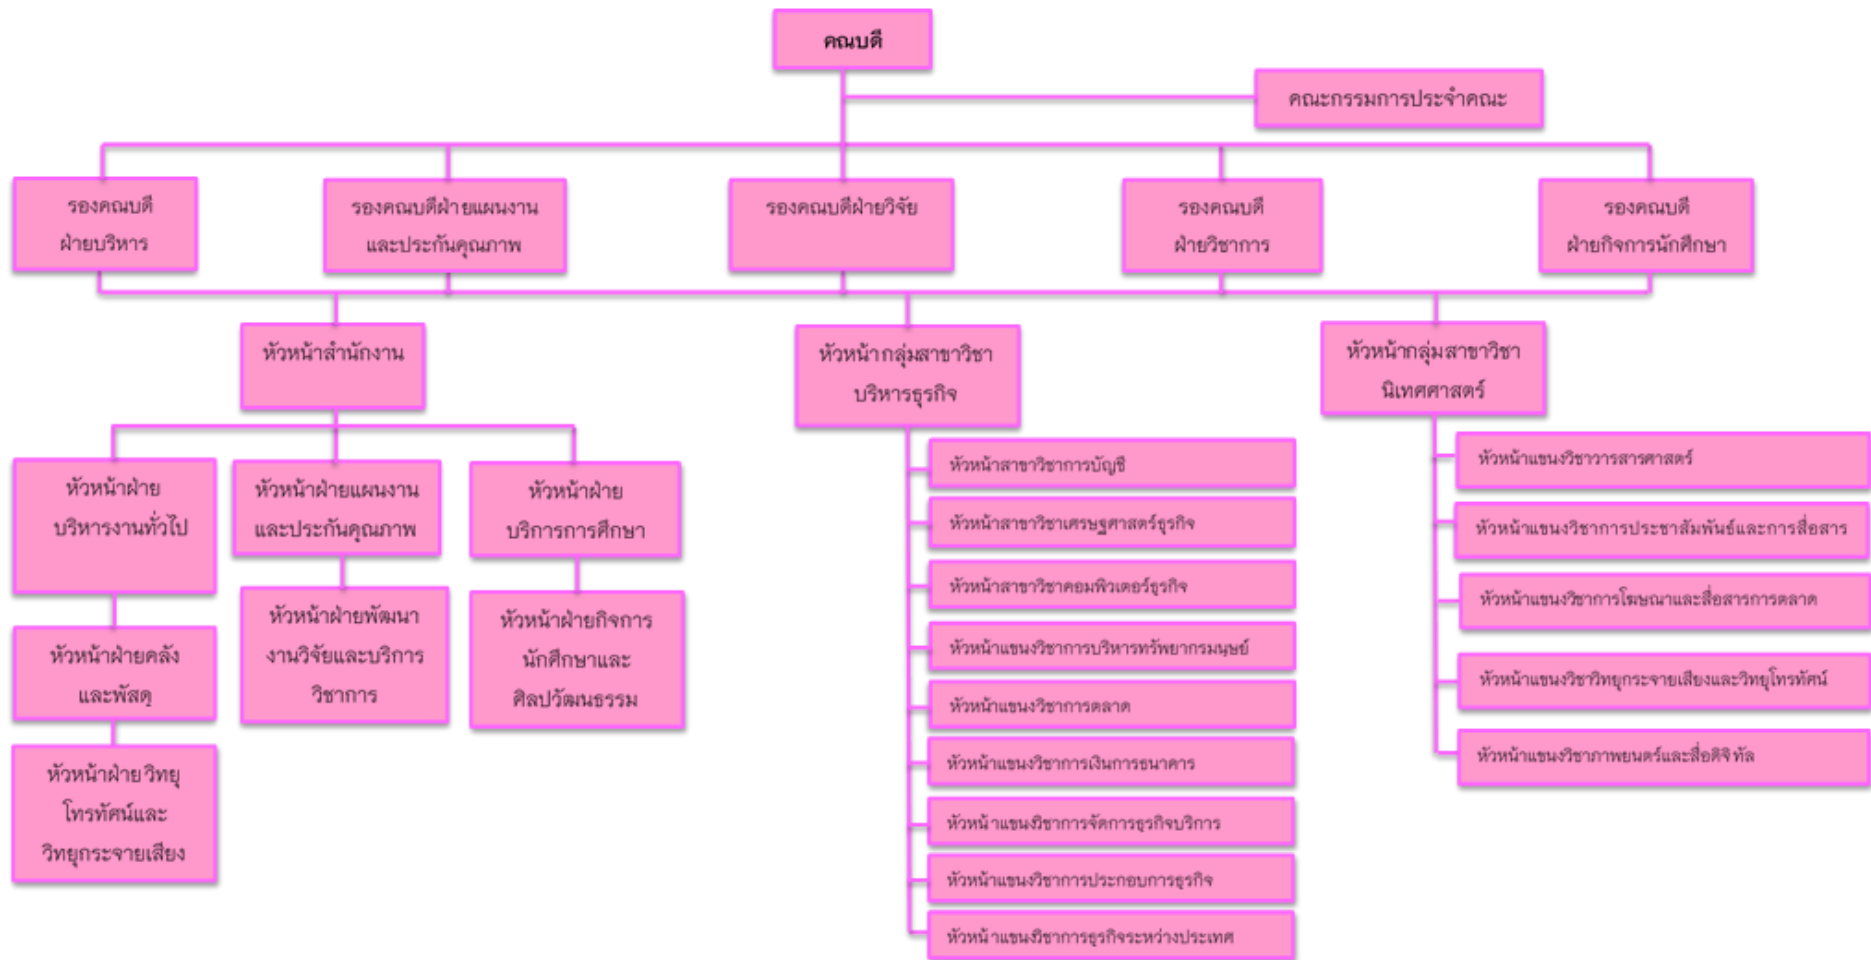 คณบดี
คณะกรรมการประจำคณะ
รองคณบดี
ฝ่ายบริหาร
รองคณบดีฝ่ายแผนงาน
และประกันคุณภาพ
รองคณบดีฝ่ายวิจัย
รองคณบดี
ฝ่ายวิชาการ
รองคณบดี
ฝ่ายกิจการนักศึกษา
หัวหน้าสำนักงาน
หัวหน้ากลุ่มสาขาวิชา
บริหารธุรกิจ
หัวหน้ากลุ่มสาขาวิชา
นิเทศศาสตร์
หัวหน้าฝ่าย
บริหารงานทั่วไป
หัวหน้าฝ่ายแผนงาน
และประกันคุณภาพ
หัวหน้าฝ่าย
บริการการศึกษา
หัวหน้าฝ่ายคลัง
และพัสดุ
หัวหน้าฝ่ายพัฒนา
งานวิจัยและบริการ
วิชาการ
หัวหน้าฝ่ายกิจการ
นักศึกษาและ
ศิลปวัฒนธรรม
หัวหน้าฝ่ายวิทยุ
โทรทัศน์และ
วิทยุกระจายเสียง
หัวหน้าสาขาวิชาการบัญชี
หัวหน้าสาขาวิชาเศรษฐศาสตร์ธุรกิจ
หัวหน้าสาขาวิชาคอมพิวเตอร์ธุรกิจ
หัวหน้าแขนงวิชาการบริหารทรัพยากรมนุษย์
หัวหน้าแขนงวิชาการตลาด
หัวหน้าแขนงวิชาการเงินการธนาคาร
หัวหน้าแขนงวิชาการจัดการธุรกิจบริการ
หัวหน้าแขนงวิชาการประกอบการธุรกิจ
หัวหน้าแขนงวิชาการธุรกิจระหว่างประเทศ
หัวหน้าแขนงวิชาวารสารศาสตร์
หัวหน้าแขนงวิชาการประชาสัมพันธ์และการสื่อสาร
หัวหน้าแขนงวิชาการโฆษณาและสื่อสารการตลาด
หัวหน้าแขนงวิชาวิทยุกระจายเสียงและวิทยุโทรทัศน์
หัวหน้าแขนงวิชาภาพยนตร์และสื่อดิจิทัล